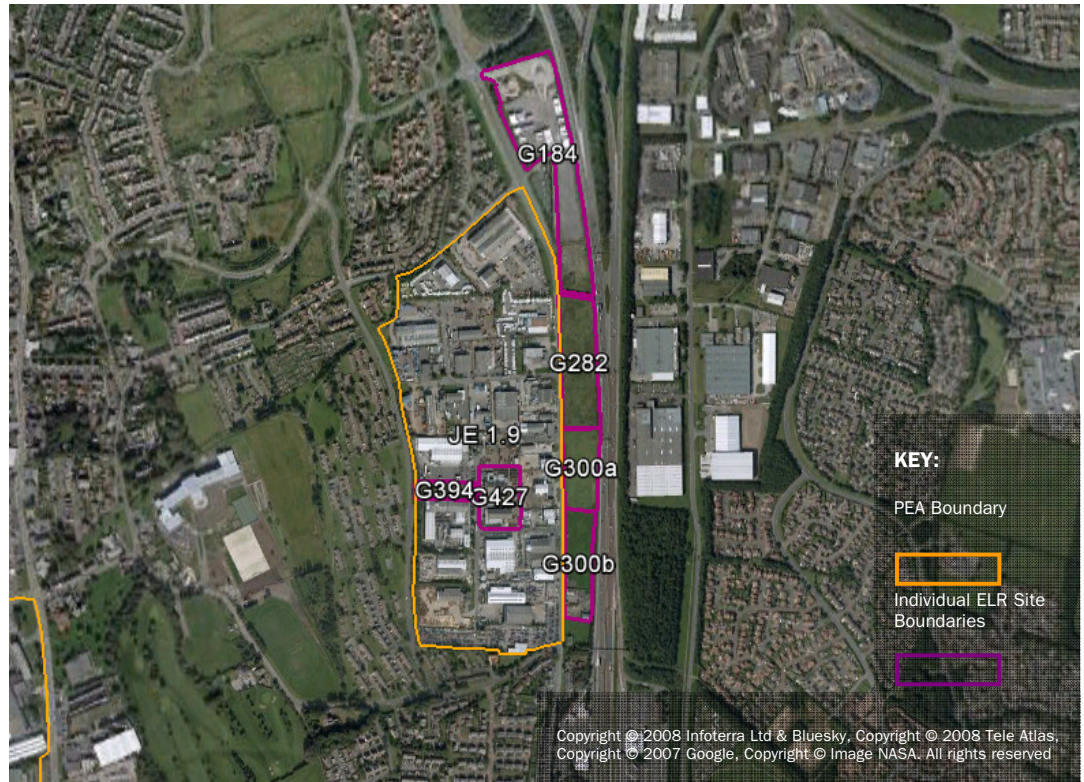 G184
G282
JE 1.9
G300a
G394
G427
G300b
KEY:
PEA Boundary
Individual ELR Site
Boundaries
Copyright © 2008 Infoterra Ltd & Bluesky, Copyright © 2008 Tele Atlas,
Copyright © 2007 Google, Copyright © Image NASA. All rights reserved